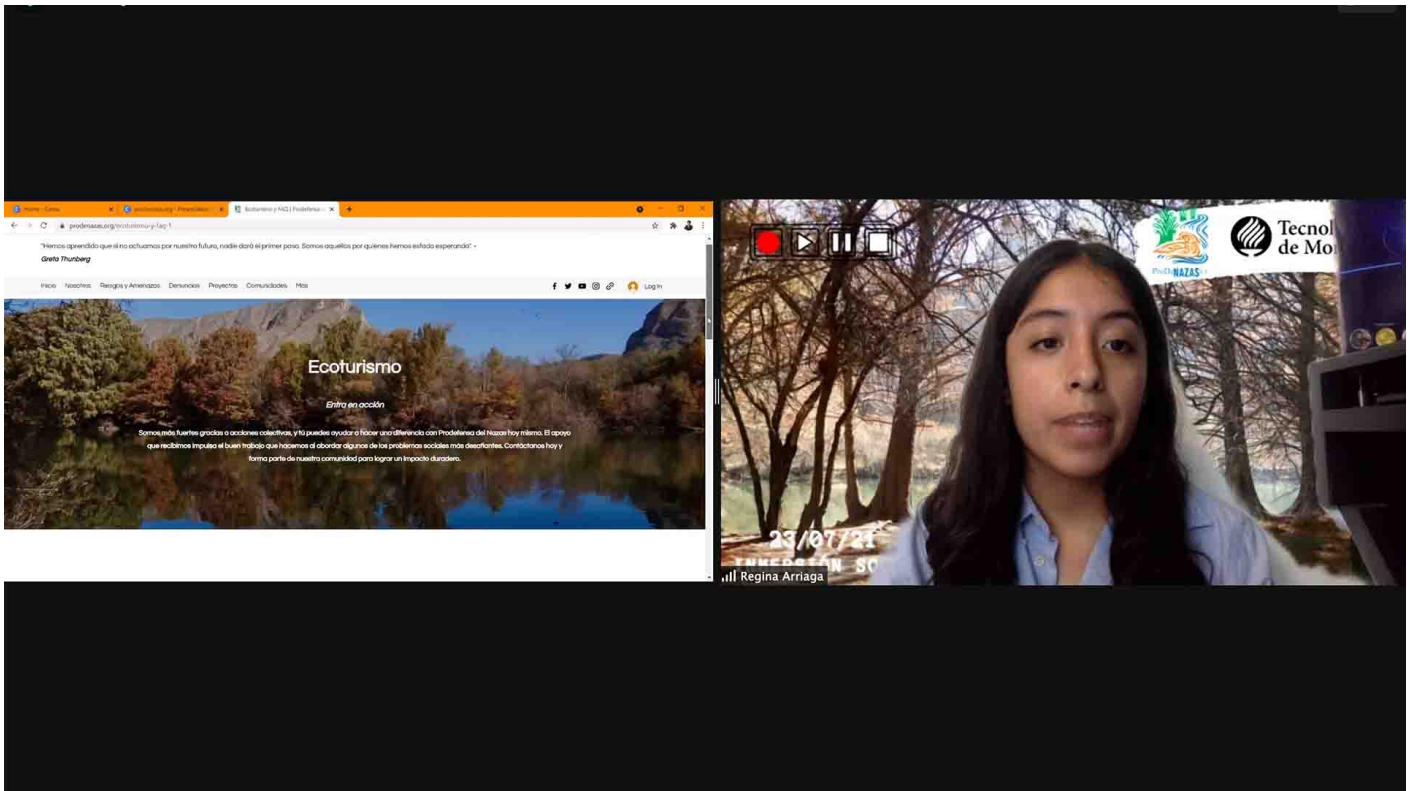 Home - Canva
Ecoturismo y FAQ | Prodefensa
prodenazas.org/ecoturismo-y-faq-1
"Hemos aprendido que si no actuamos por nuestro futuro, nadie dará el primer paso. Somos aquellos por quienes hemos estado esperando". -
Greta Thunberg
Inicio Nosotros Riesgos y Amenazas Denuncias Proyectos Comunidades Más Log In
Ecoturismo
Entra en acción
Somos más fuertes gracias a acciones colectivas, y tú puedes ayudar a hacer una diferencia con Prodefensa del Nazas hoy mismo. El apoyo
que recibimos impulsa el buen trabajo que hacemos al abordar algunos de los problemas sociales más desafiantes. Contáctanos hoy y
forma parte de nuestra comunidad para lograr un impacto duradero.
ProDeNAZAS
Tecnol
de Mo
23/07/21
INMERSIÓN SO
Regina Arriaga